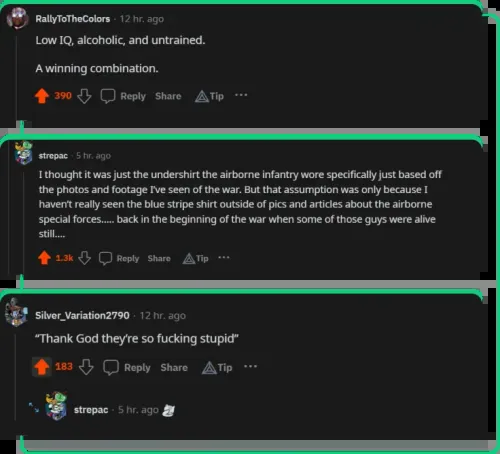 RallyToTheColors · 12 hr. ago
Low IQ, alcoholic, and untrained.
A winning combination.
390 Reply Share Tip ···
strepac · 5 hr. ago
I thought it was just the undershirt the airborne infantry wore specifically just based off
the photos and footage I've seen of the war. But that assumption was only because I
haven't really seen the blue stripe shirt outside of pics and articles about the airborne
special forces..... back in the beginning of the war when some of those guys were alive
still....
1.3k Reply Share Tip ···
Silver_Variation2790 · 12 hr. ago
“Thank God they're so fucking stupid”
183 Reply Share Tip ···
strepac · 5 hr. ago